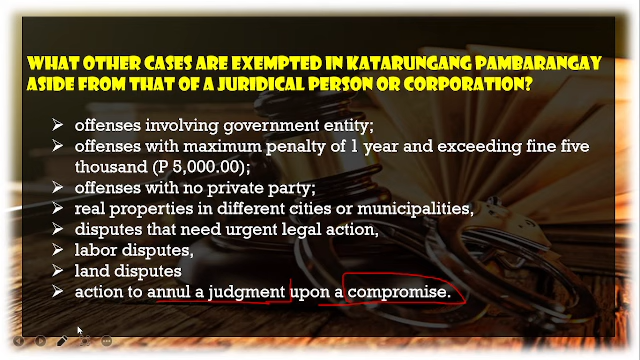 WHAT OTHER CASES ARE EXEMPTED IN KATARUNGANG PAMBARANGAY
ASIDE FROM THAT OF A JURIDICAL PERSON OR CORPORATION?
➤ offenses involving government entity;
➤ offenses with maximum penalty of 1 year and exceeding fine five
thousand (P 5,000.00);
➤ offenses with no private party;
➤ real properties in different cities or municipalities,
➤ disputes that need urgent legal action,
➤ labor disputes,
➤ land disputes
➤ action to annul a judgment upon a compromise.